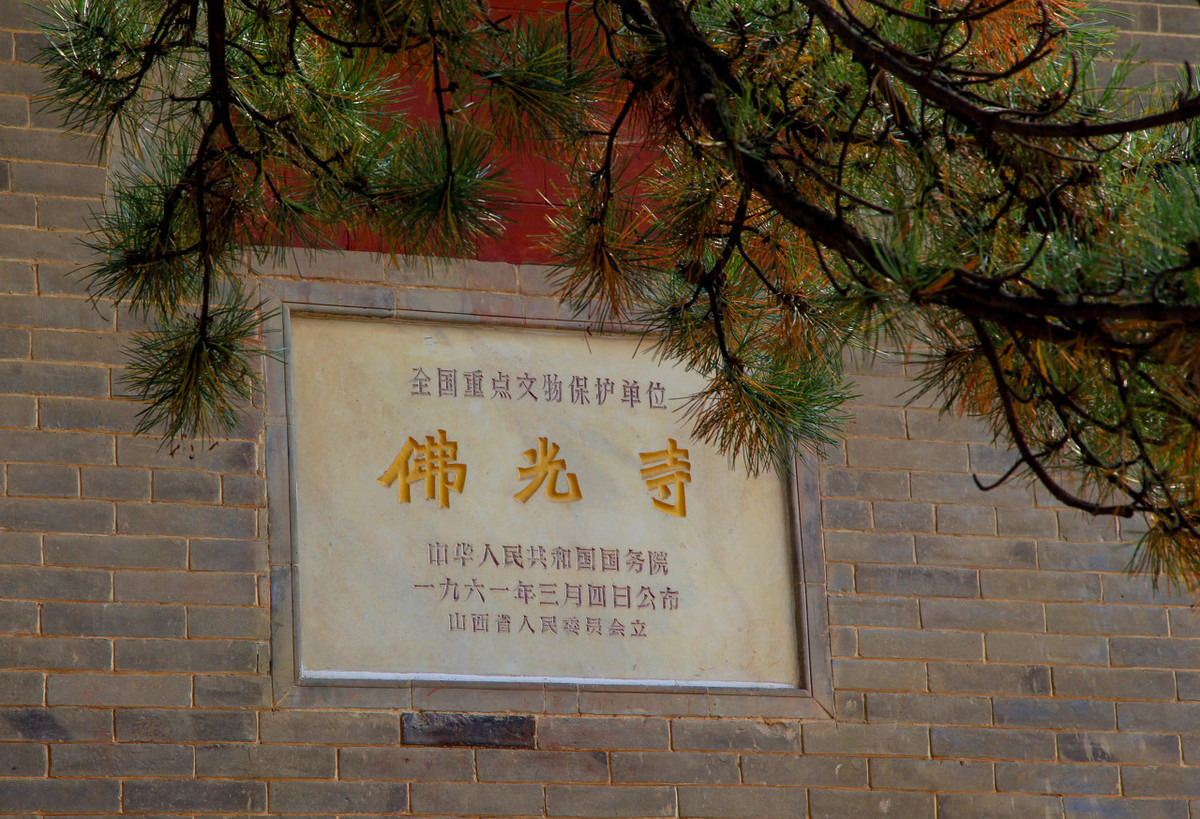 全国重点文物保护单位
佛光寺
中华人民共和国国务院
一九六一年三月四日公布
山西省人民委员会立